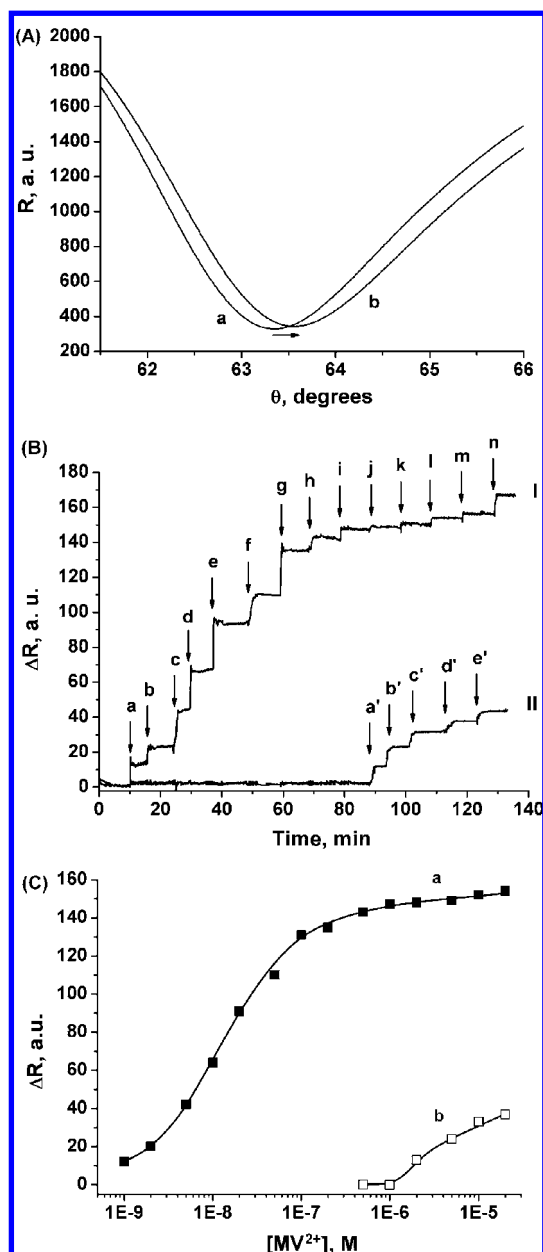 (A)
2000
1800
1600
1400
1200
1000
800
600
400
200
R, a. u.
a
b
62 63 64 65 66
θ, degrees
(B)
180
160
140
120
100
80
60
40
20
0
ΔR, a. u.
a b c d e f g h i j k l m n
I
a' b' c' d' e'
II
0 20 40 60 80 100 120 140
Time, min
(C)
160
140
120
100
80
60
40
20
0
ΔR, a.u.
a
b
1E-9 1E-8 1E-7 1E-6 1E-5
[MV²⁺], M